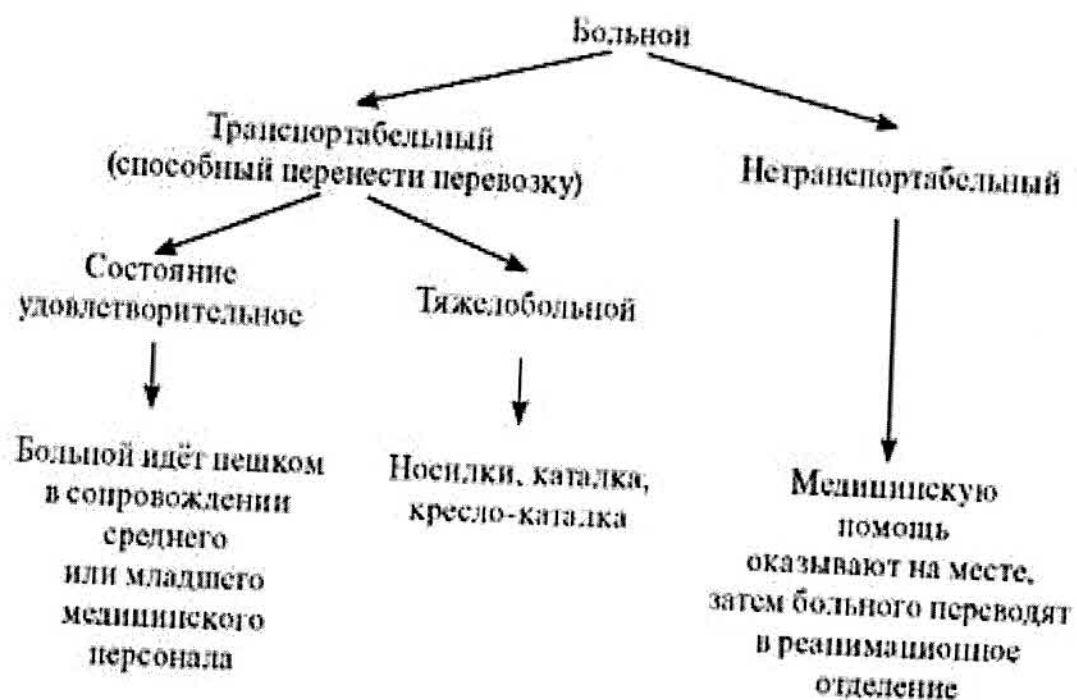 Больной
Транспортабельный
(способный перенести перевозку)
Нетранспортабельный
Состояние
удовлетворительное
Тяжелобольной
Больной идёт пешком
в сопровождении
среднего
или младшего
медицинского
персонала
Носилки, каталка,
кресло-каталка
Медицинскую
помощь
оказывают на месте,
затем больного переводят
в реанимационное
отделение